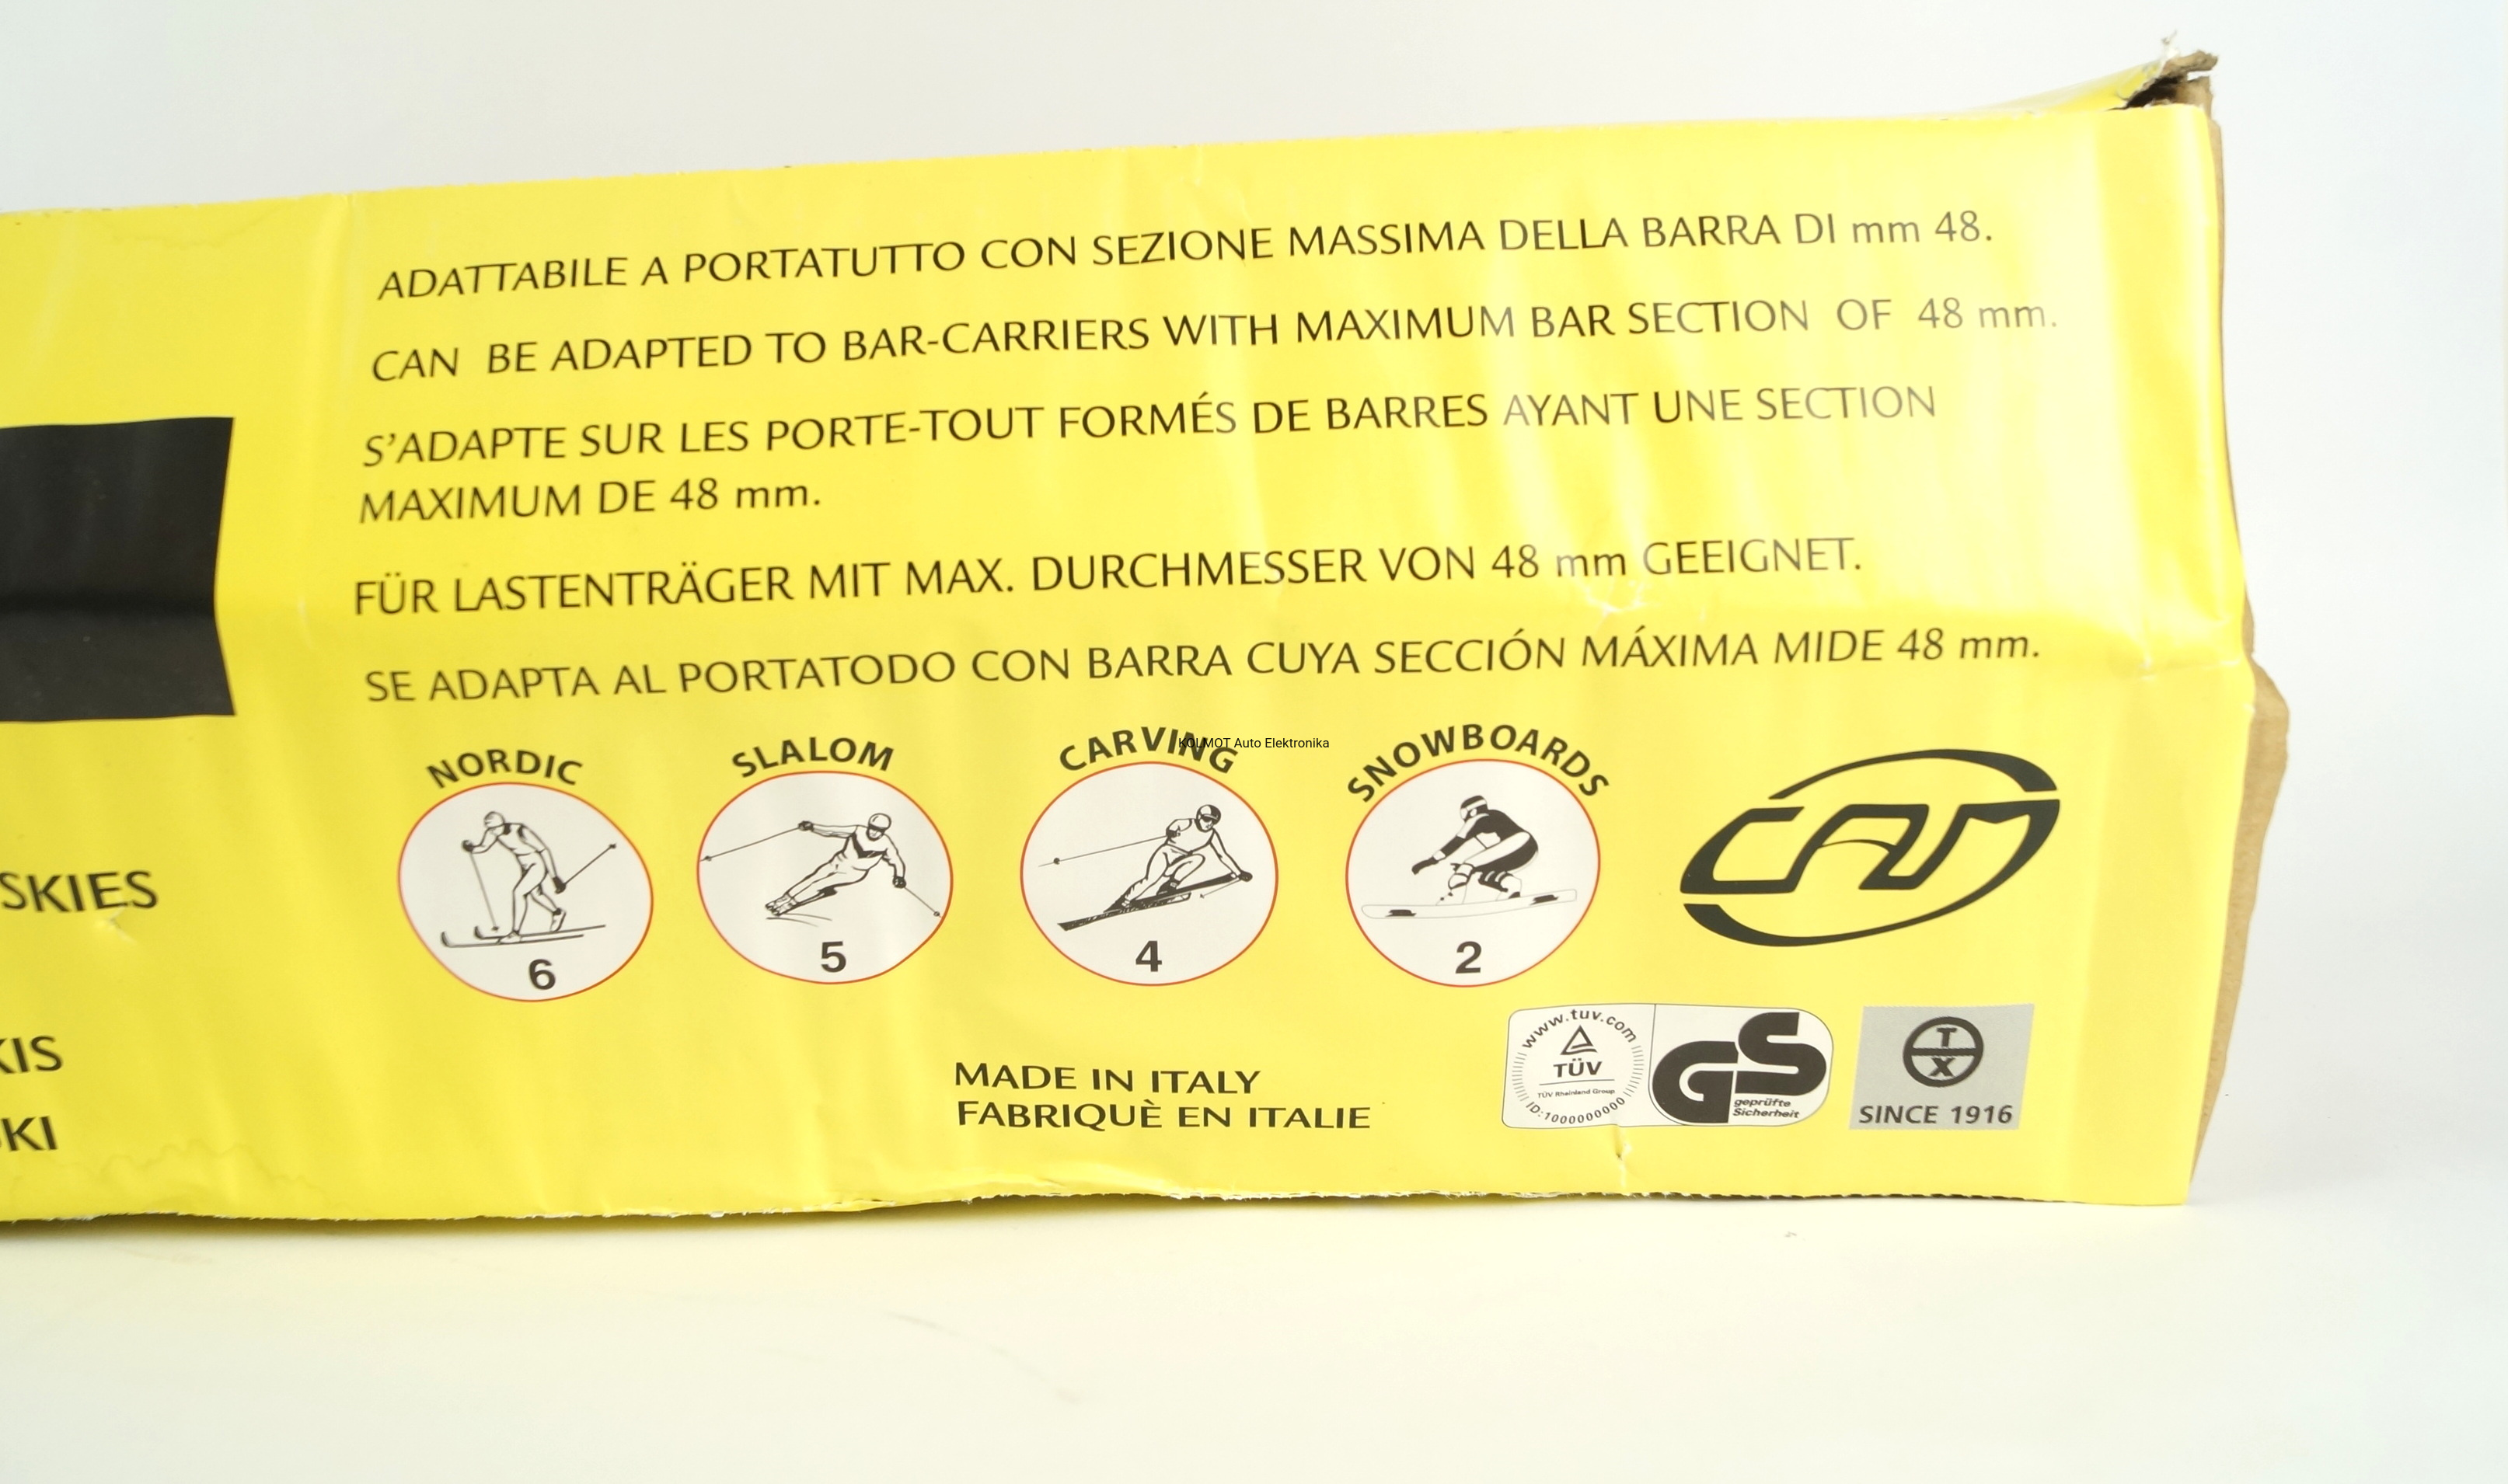 ADATTABILE A PORTATUTTO CON SEZIONE MASSIMA DELLA BARRA DI mm 48.
CAN BE ADAPTED TO BAR-CARRIERS WITH MAXIMUM BAR SECTION OF 48 mm.
S'ADAPTE SUR LES PORTE-TOUT FORMÉS DE BARRES AYANT UNE SECTION
MAXIMUM DE 48 mm.
FÜR LASTENTRÄGER MIT MAX. DURCHMESSER VON 48 mm GEEIGNET.
SE ADAPTA AL PORTATODO CON BARRA CUYA SECCIÓN MÁXIMA MIDE 48 mm.
NORDIC
6
SLALOM
5
CARVING
4
SNOWBOARDS
2
KOLMOT Auto Elektronika
CAM
SKIES
KIS
SKI
MADE IN ITALY
FABRIQUÈ EN ITALIE
www.tuv.com
TÜV
TÜV Rheinland Group
ID:1000000000
GS
geprüfte
Sicherheit
T
X
SINCE 1916